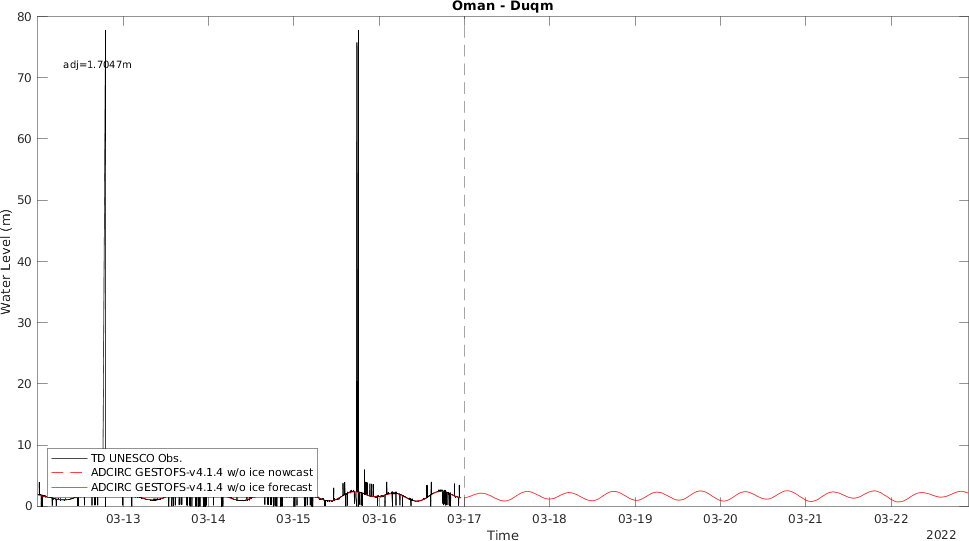 Oman - Duqm
80
70
60
50
40
30
20
10
0
Water Level (m)
adj=1.7047m
TD UNESCO Obs.
ADCIRC GESTOFS-v4.1.4 w/o ice nowcast
ADCIRC GESTOFS-v4.1.4 w/o ice forecast
03-13 03-14 03-15 03-16 03-17 03-18 03-19 03-20 03-21 03-22
Time
2022